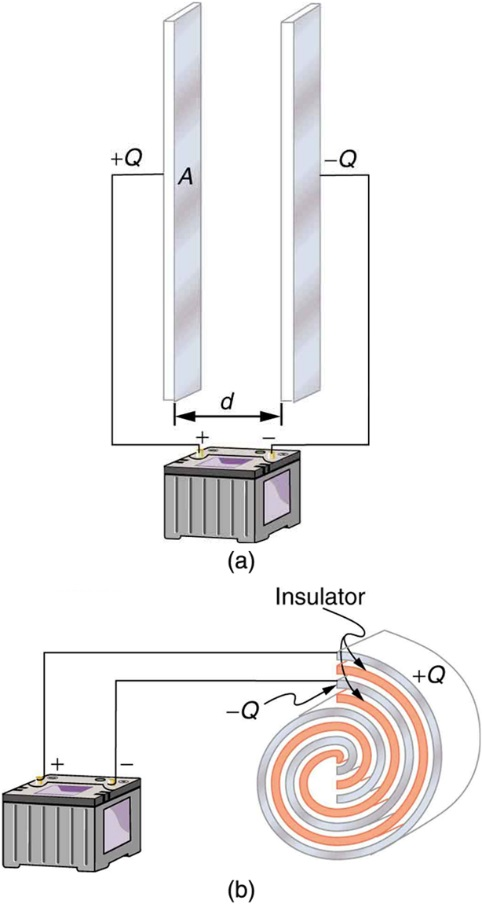 +Q
−Q
A
d
+ −
(a)
Insulator
+Q
−Q
+ −
(b)